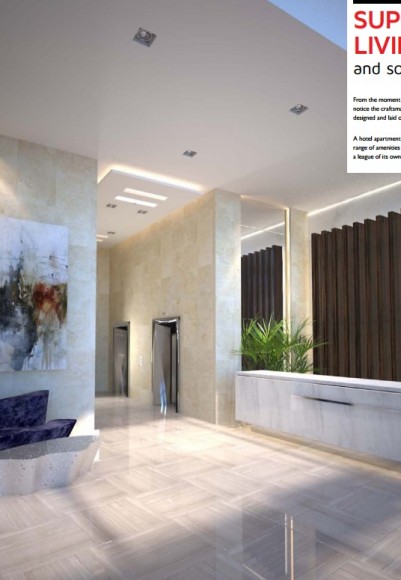 SUP
LIVI
and so
From the moment
notice the craftsma
designed and laid o
A hotel apartment
range of amenities
a league of its own